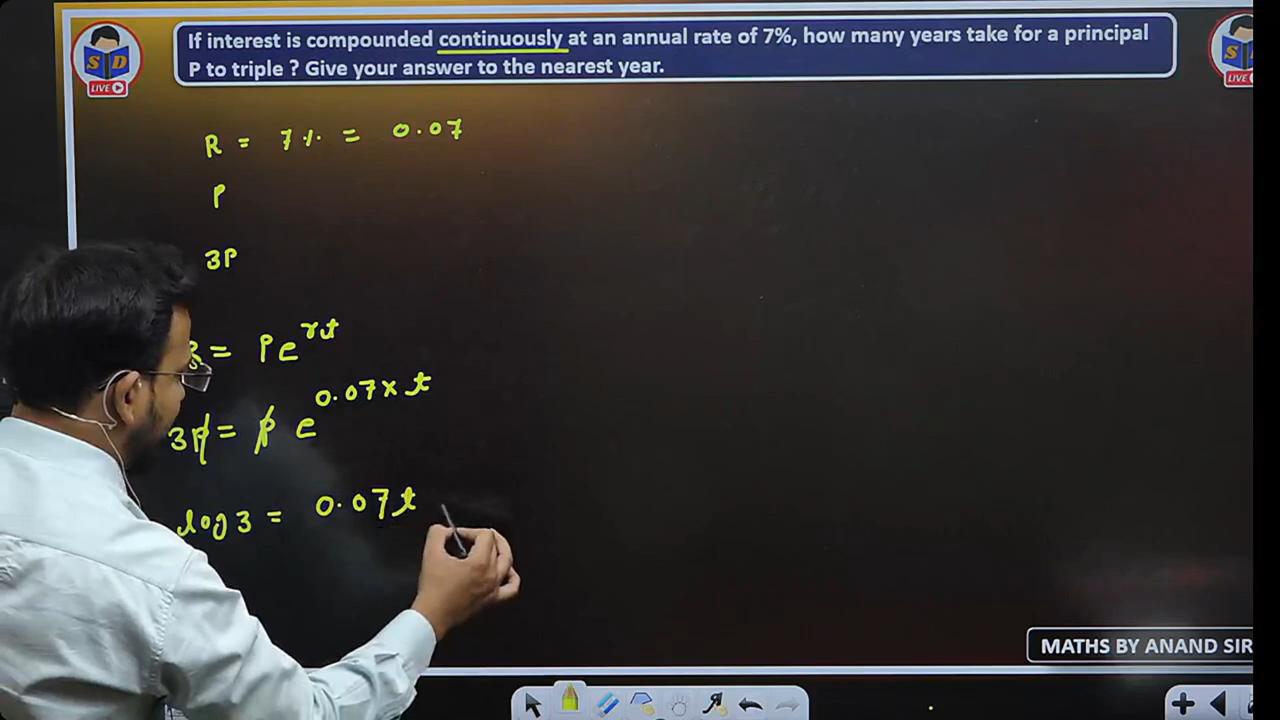 If interest is compounded continuously at an annual rate of 7%, how many years take for a principal
P to triple ? Give your answer to the nearest year.
S D
LIVE
LIVE
R = 7% = 0.07
P
3P
= Pe^rt
3P = P e^0.07×t
log 3 = 0.07t
MATHS BY ANAND SIR